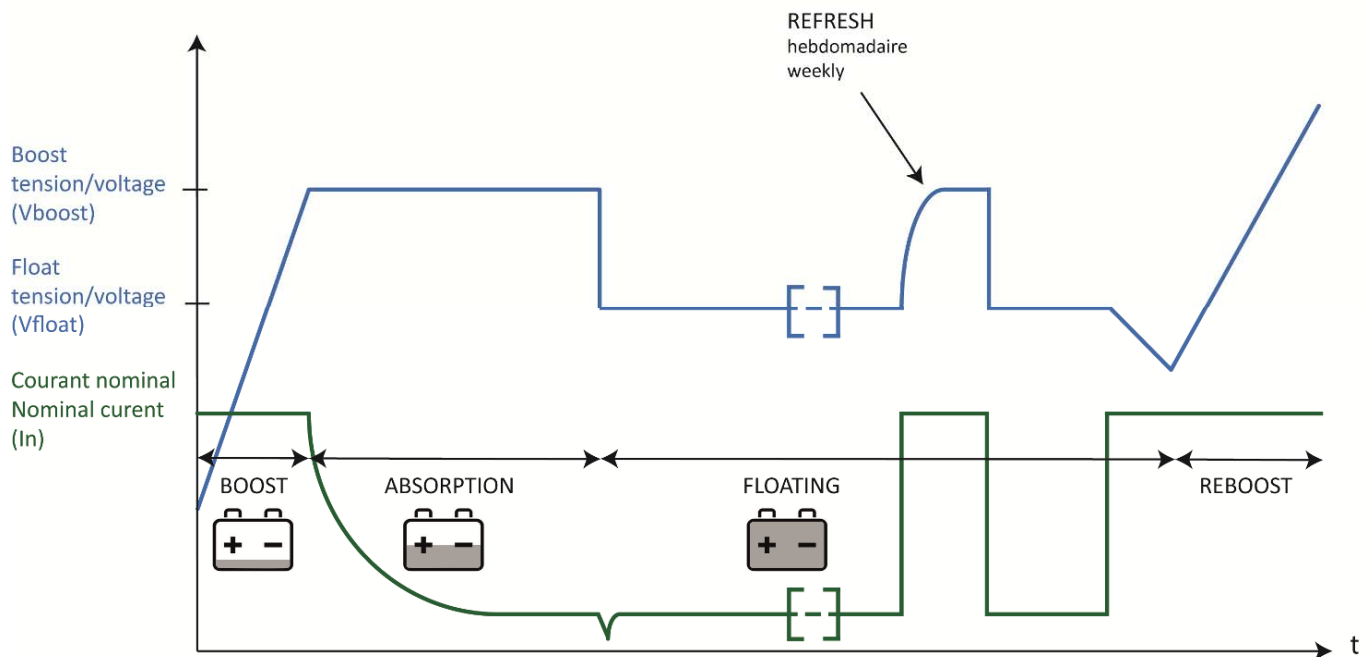 REFRESH
hebdomadaire
weekly
Boost
tension/voltage
(Vboost)
Float
tension/voltage
(Vfloat)
Courant nominal
Nominal curent
(In)
BOOST
ABSORPTION
FLOATING
REBOOST
+ −
+ −
+ −
t